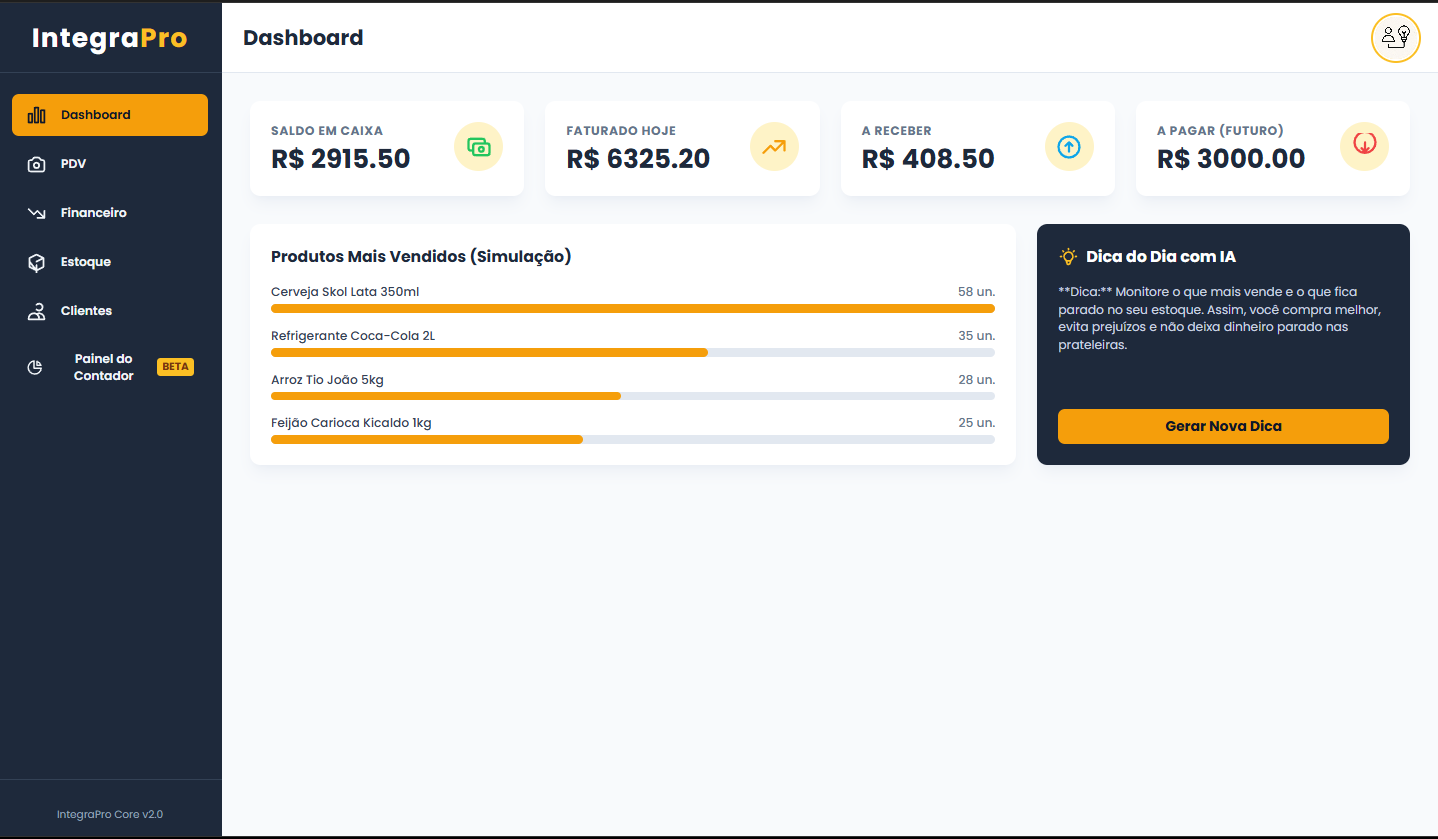 IntegraPro
Dashboard
Dashboard
PDV
Financeiro
Estoque
Clientes
Painel do
Contador
BETA
IntegraPro Core v2.0
SALDO EM CAIXA
R$ 2915.50
FATURADO HOJE
R$ 6325.20
A RECEBER
R$ 408.50
A PAGAR (FUTURO)
R$ 3000.00
Produtos Mais Vendidos (Simulação)
Cerveja Skol Lata 350ml 58 un.
Refrigerante Coca-Cola 2L 35 un.
Arroz Tio João 5kg 28 un.
Feijão Carioca Kicaldo 1kg 25 un.
Dica do Dia com IA
**Dica:** Monitore o que mais vende e o que fica
parado no seu estoque. Assim, você compra melhor,
evita prejuízos e não deixa dinheiro parado nas
prateleiras.
Gerar Nova Dica